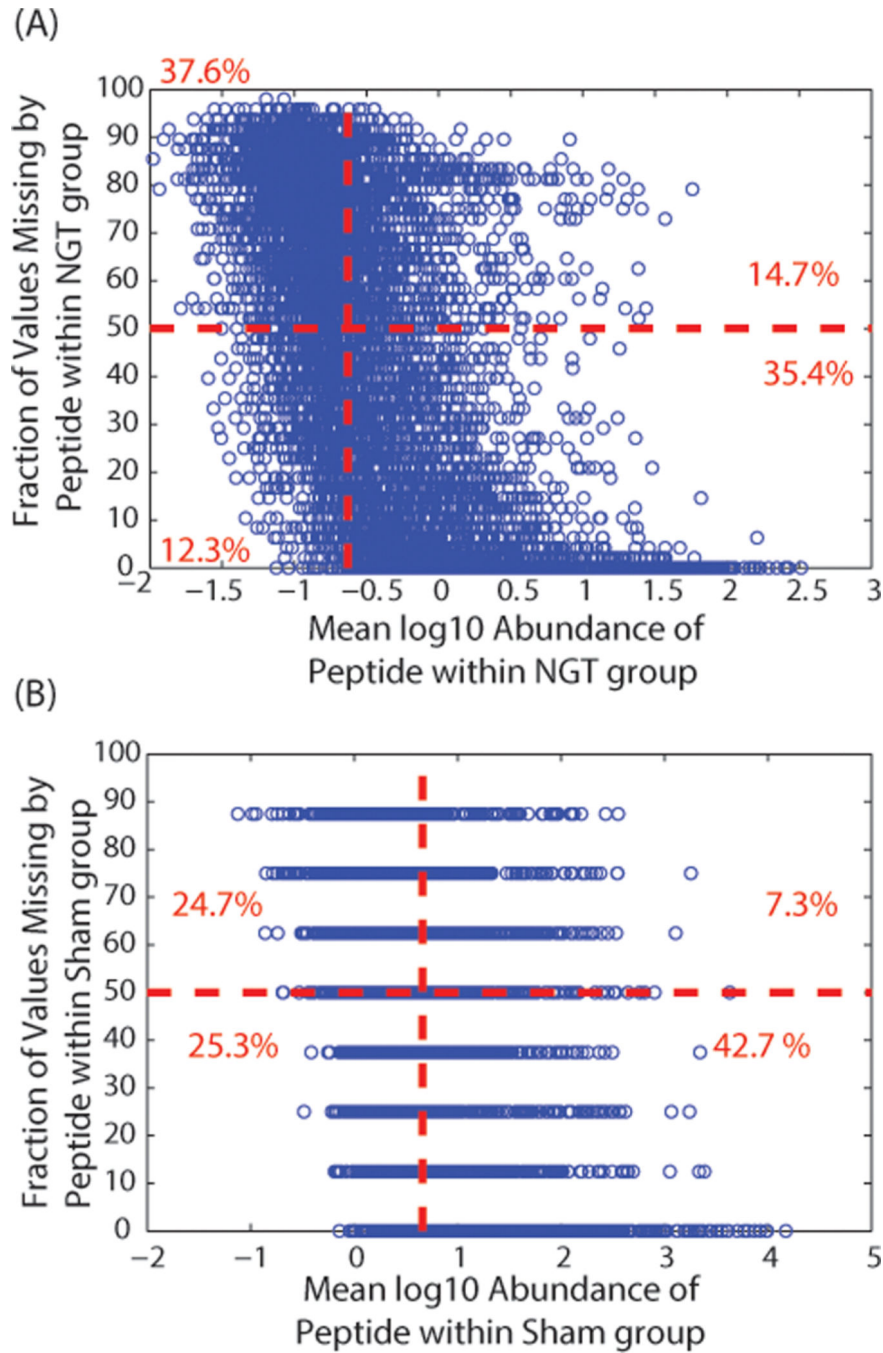 (A)
Fraction of Values Missing by
Peptide within NGT group
37.6%
100
90
80
70
60
50
40
30
20
10
0
14.7%
35.4%
12.3%
−2 −1.5 −1 −0.5 0 0.5 1 1.5 2 2.5 3
Mean log10 Abundance of
Peptide within NGT group
(B)
Fraction of Values Missing by
Peptide within Sham group
100
90
80
70
60
50
40
30
20
10
0
24.7% 7.3%
25.3% 42.7 %
−2 −1 0 1 2 3 4 5
Mean log10 Abundance of
Peptide within Sham group